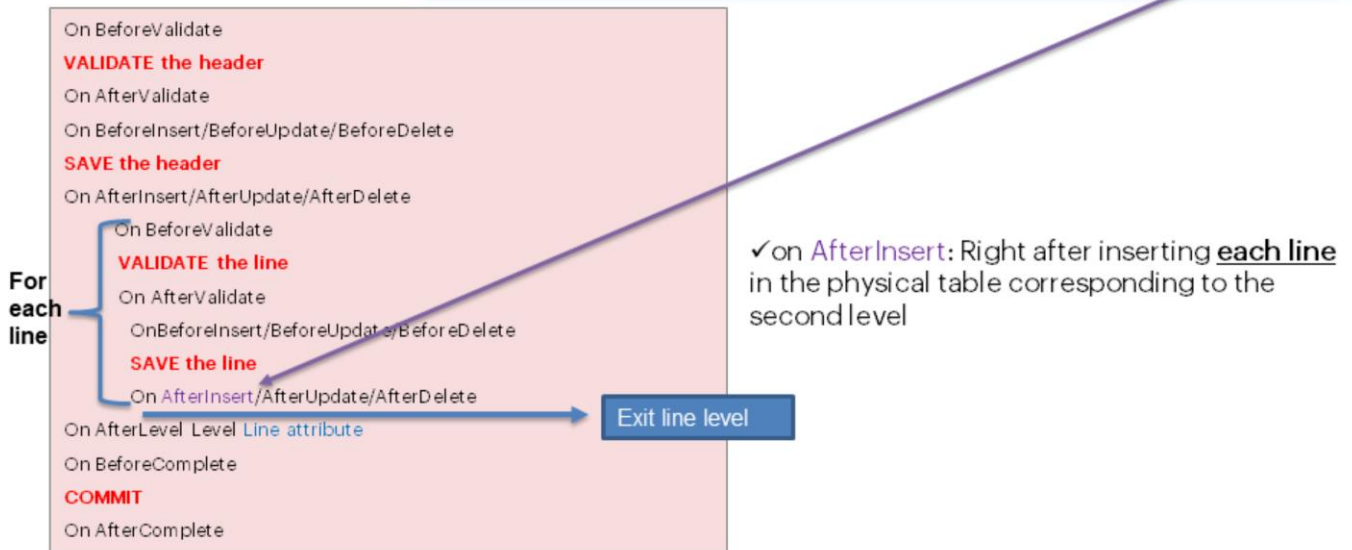 On BeforeValidate
VALIDATE the header
On AfterValidate
On BeforeInsert/BeforeUpdate/BeforeDelete
SAVE the header
On AfterInsert/AfterUpdate/AfterDelete
For
each
line
On BeforeValidate
VALIDATE the line
On AfterValidate
OnBeforeInsert/BeforeUpdate/BeforeDelete
SAVE the line
On AfterInsert/AfterUpdate/AfterDelete
Exit line level
On AfterLevel Level Line attribute
On BeforeComplete
COMMIT
On AfterComplete
✓on AfterInsert: Right after inserting each line
in the physical table corresponding to the
second level